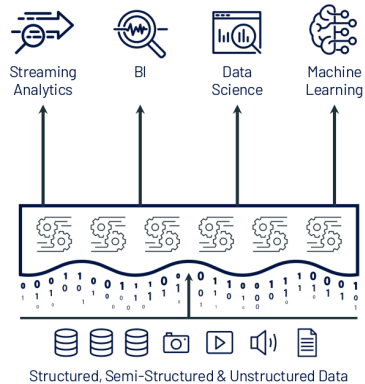 Streaming
Analytics
BI
Data
Science
Machine
Learning
Structured, Semi-Structured & Unstructured Data